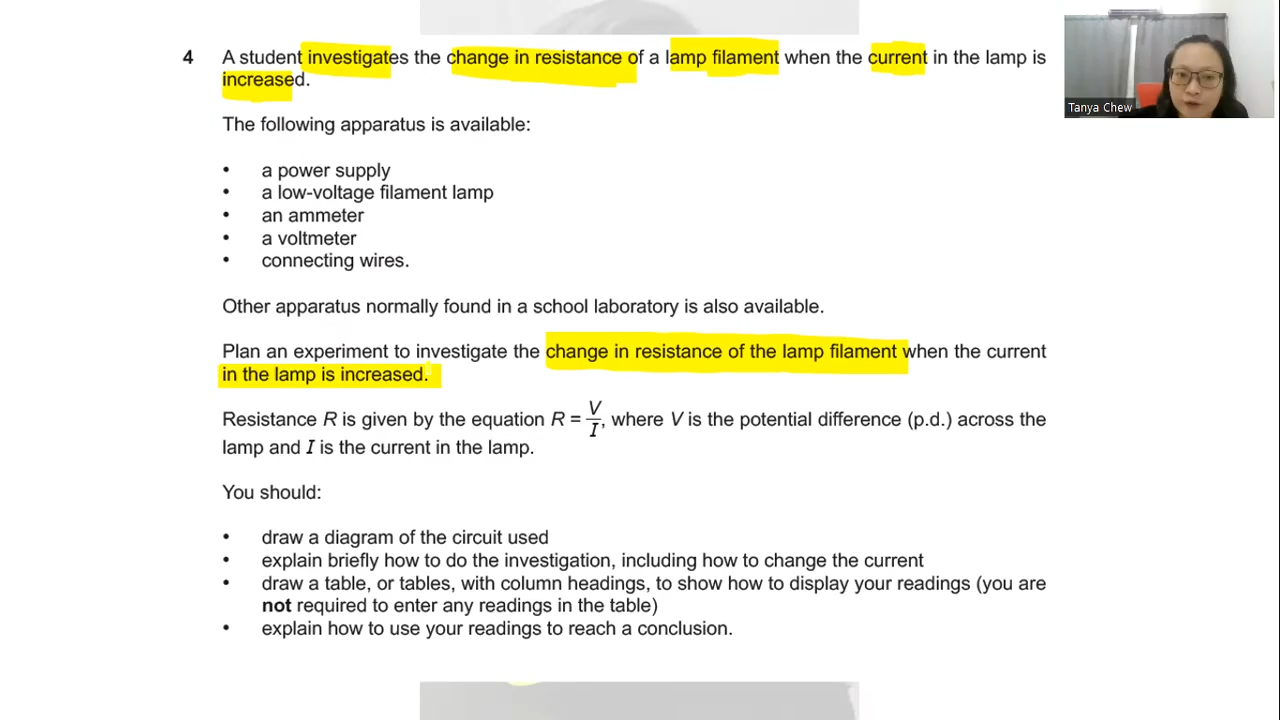 4 A student investigates the change in resistance of a lamp filament when the current in the lamp is
increased.
The following apparatus is available:
• a power supply
• a low-voltage filament lamp
• an ammeter
• a voltmeter
• connecting wires.
Other apparatus normally found in a school laboratory is also available.
Plan an experiment to investigate the change in resistance of the lamp filament when the current
in the lamp is increased.
Resistance R is given by the equation R = V/I, where V is the potential difference (p.d.) across the
lamp and I is the current in the lamp.
You should:
• draw a diagram of the circuit used
• explain briefly how to do the investigation, including how to change the current
• draw a table, or tables, with column headings, to show how to display your readings (you are
not required to enter any readings in the table)
• explain how to use your readings to reach a conclusion.
Tanya Chew